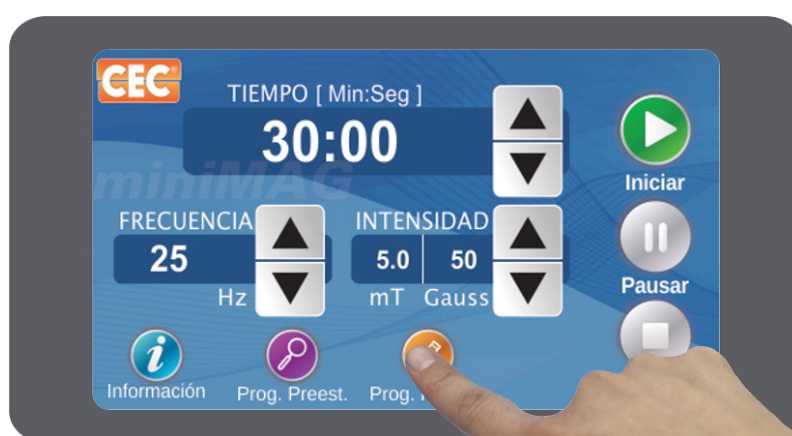 CEC®
TIEMPO [ Min:Seg ]
30:00
miniMAG
Iniciar
FRECUENCIA
25
Hz
INTENSIDAD
5.0 50
mT Gauss
Pausar
Información
Prog. Preest.
Prog.